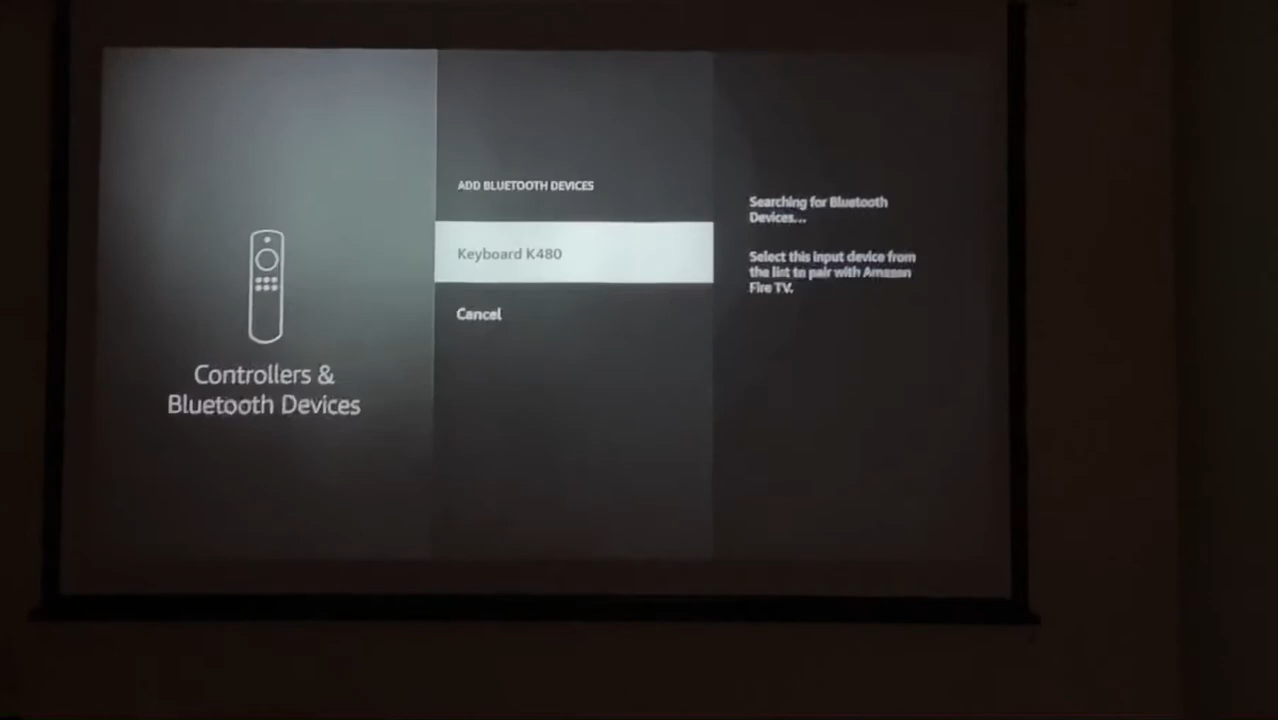 ADD BLUETOOTH DEVICES
Keyboard K480
Cancel
Controllers &
Bluetooth Devices
Searching for Bluetooth
Devices...
Select this input device from
the list to pair with Amazon
Fire TV.